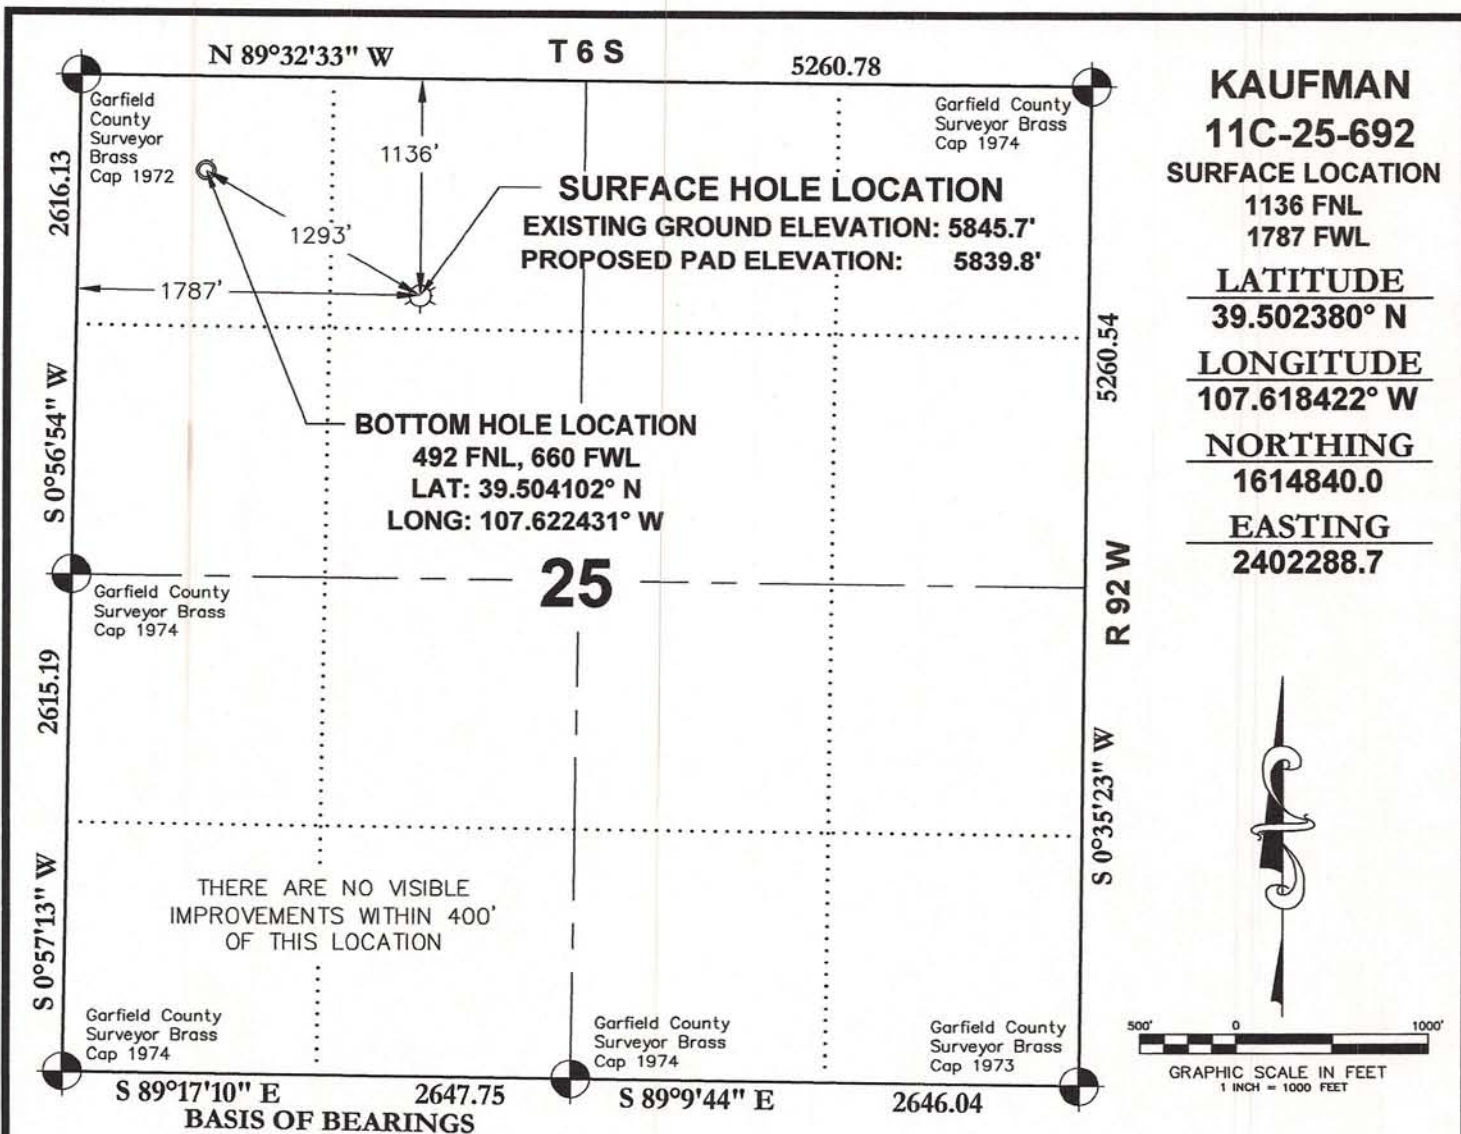 N 89°32'33" W
T 6 S
5260.78
Garfield
County
Surveyor
Brass
Cap 1972
Garfield County
Surveyor Brass
Cap 1974
2616.13
1136'
SURFACE HOLE LOCATION
EXISTING GROUND ELEVATION: 5845.7'
PROPOSED PAD ELEVATION: 5839.8'
1293'
1787'
S 0°56'54" W
BOTTOM HOLE LOCATION
492 FNL, 660 FWL
LAT: 39.504102° N
LONG: 107.622431° W
5260.54
25
R 92 W
Garfield County
Surveyor Brass
Cap 1974
2615.19
S 0°35'23" W
S 0°57'13" W
THERE ARE NO VISIBLE
IMPROVEMENTS WITHIN 400'
OF THIS LOCATION
Garfield County
Surveyor Brass
Cap 1974
Garfield County
Surveyor Brass
Cap 1974
Garfield County
Surveyor Brass
Cap 1973
S 89°17'10" E
2647.75
S 89°9'44" E
2646.04
BASIS OF BEARINGS
KAUFMAN
11C-25-692
SURFACE LOCATION
1136 FNL
1787 FWL
LATITUDE
39.502380° N
LONGITUDE
107.618422° W
NORTHING
1614840.0
EASTING
2402288.7
500' 0 1000'
GRAPHIC SCALE IN FEET
1 INCH = 1000 FEET